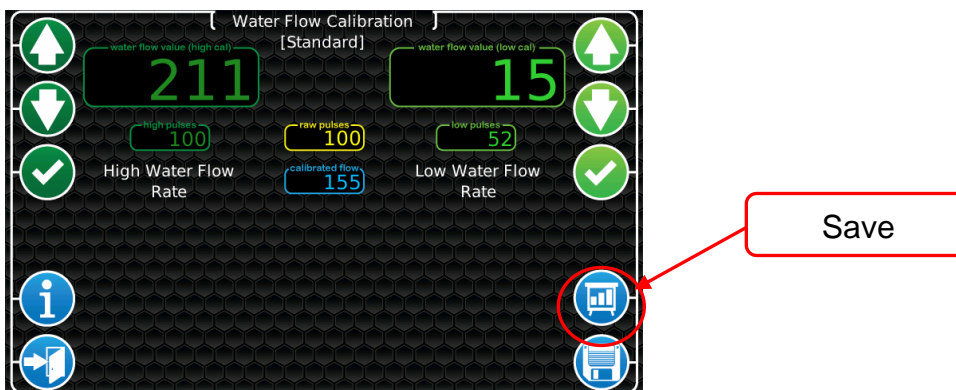 Water Flow Calibration
[Standard]
water flow value (high cal)
211
water flow value (low cal)
15
high pulses
100
raw pulses
100
low pulses
52
High Water Flow
Rate
calibrated flow
155
Low Water Flow
Rate
Save